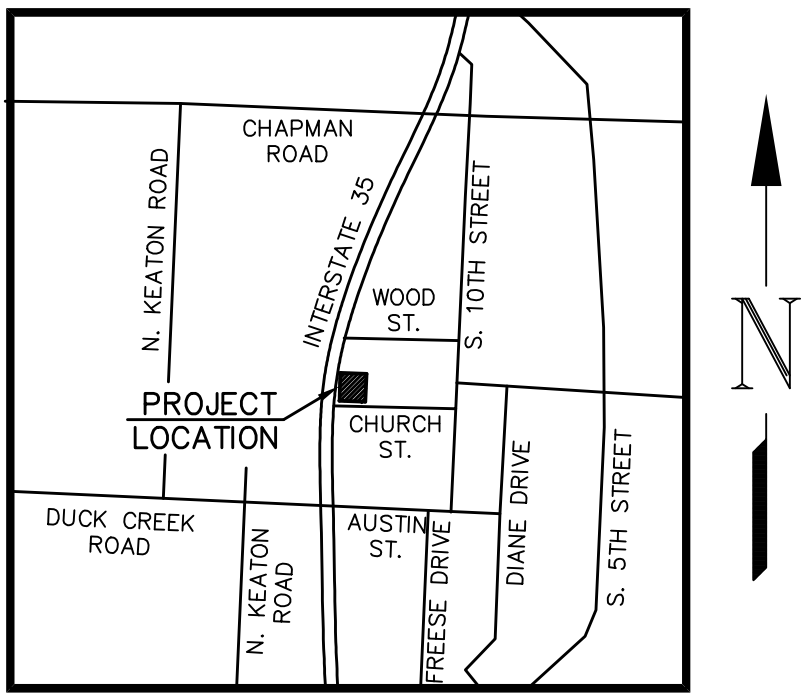 CHAPMAN
ROAD
N. KEATON ROAD
INTERSTATE 35
S. 10TH STREET
WOOD
ST.
N
PROJECT
LOCATION
CHURCH
ST.
DUCK CREEK
ROAD
AUSTIN
ST.
N. KEATON
ROAD
FREESE DRIVE
DIANE DRIVE
S. 5TH STREET